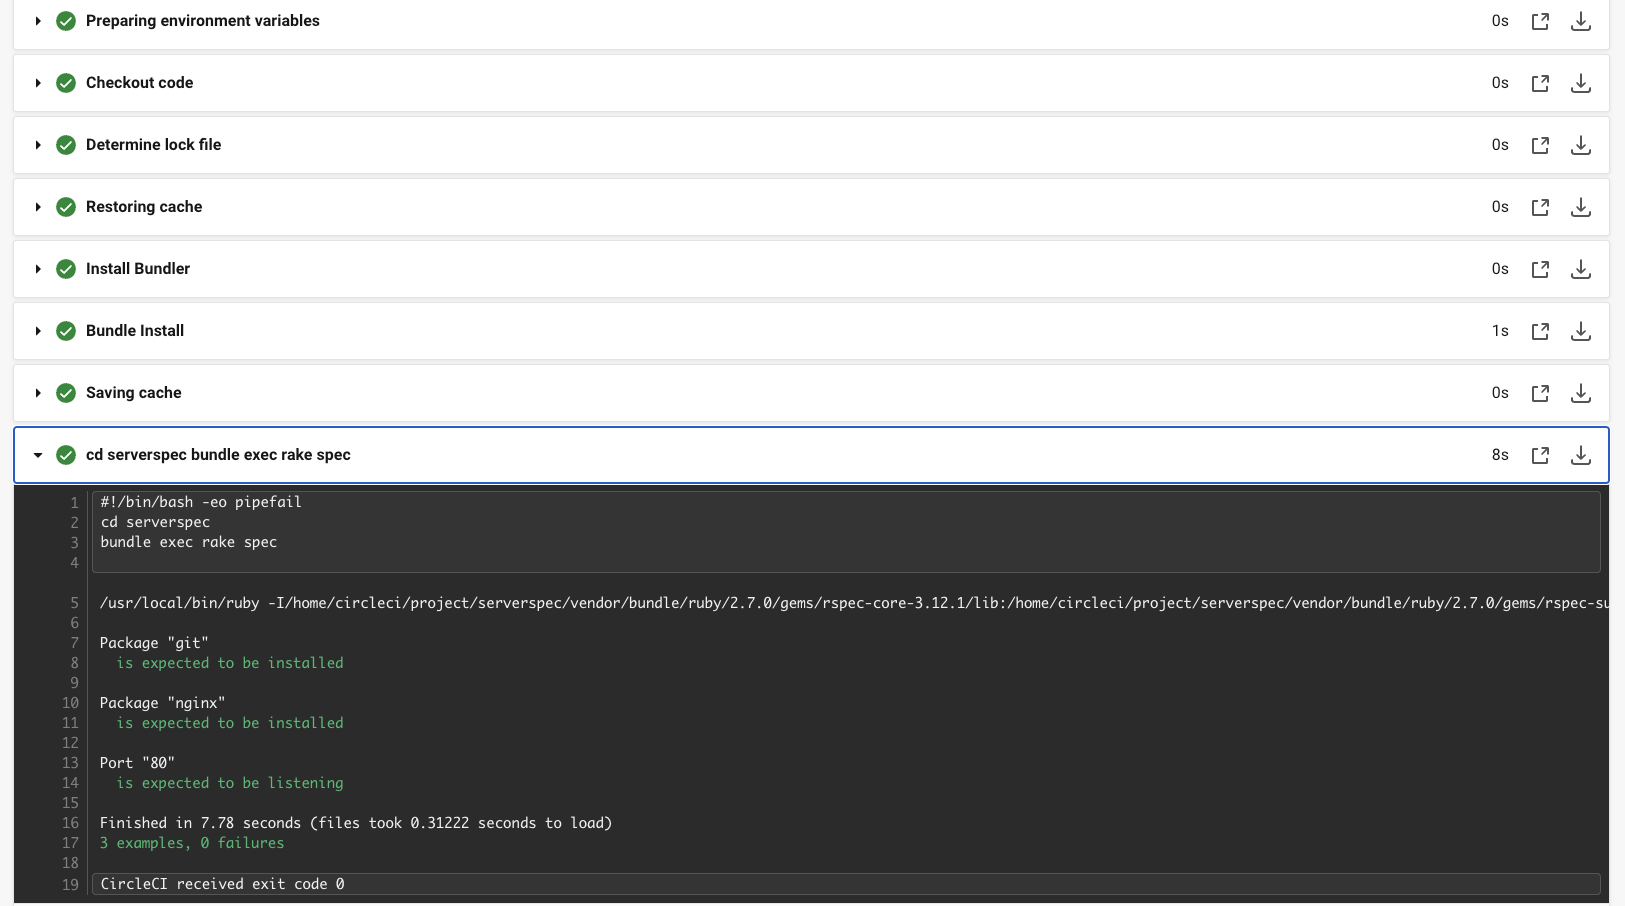 Preparing environment variables 0s
Checkout code 0s
Determine lock file 0s
Restoring cache 0s
Install Bundler 0s
Bundle Install 1s
Saving cache 0s
cd serverspec bundle exec rake spec 8s
1 #!/bin/bash -eo pipefail
2 cd serverspec
3 bundle exec rake spec
4
5 /usr/local/bin/ruby -I/home/circleci/project/serverspec/vendor/bundle/ruby/2.7.0/gems/rspec-core-3.12.1/lib:/home/circleci/project/serverspec/vendor/bundle/ruby/2.7.0/gems/rspec-su
6
7 Package "git"
8 is expected to be installed
9
10 Package "nginx"
11 is expected to be installed
12
13 Port "80"
14 is expected to be listening
15
16 Finished in 7.78 seconds (files took 0.31222 seconds to load)
17 3 examples, 0 failures
18
19 CircleCI received exit code 0